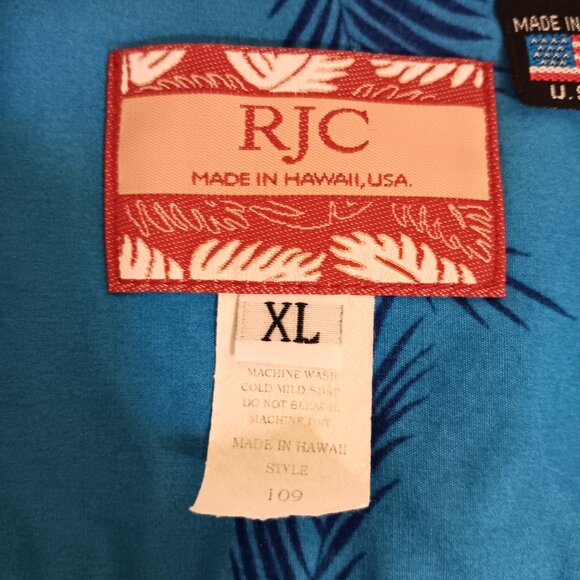 MADE IN
U.S
RJC
MADE IN HAWAII, USA.
XL
MACHINE WASH
COLD MILD SOAP
DO NOT BLEACH
MACHINE DRY
MADE IN HAWAII
STYLE
109